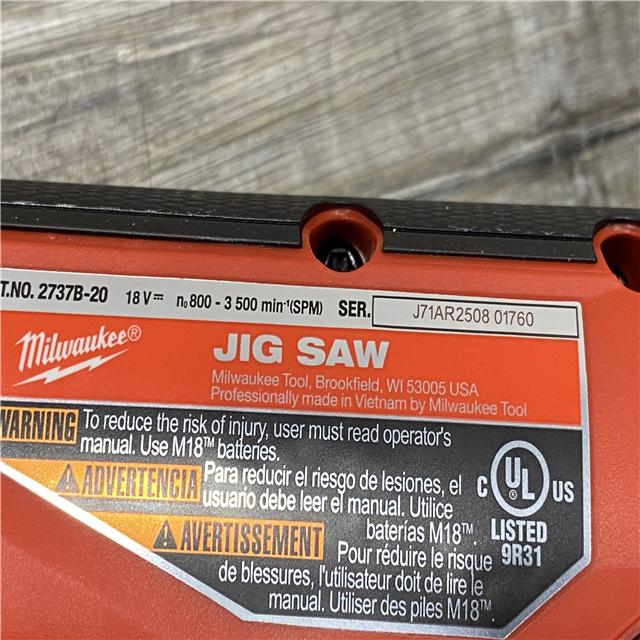 T.NO. 2737B-20 18 V⎓ n₀ 800 - 3 500 min⁻¹(SPM) SER. J71AR2508 01760
Milwaukee®
JIG SAW
Milwaukee Tool, Brookfield, WI 53005 USA
Professionally made in Vietnam by Milwaukee Tool
WARNING To reduce the risk of injury, user must read operator's
manual. Use M18™ batteries.
ADVERTENCIA Para reducir el riesgo de lesiones, el
usuario debe leer el manual. Utilice
baterías M18™.
AVERTISSEMENT Pour réduire le risque
de blessures, l'utilisateur doit de lire le
manual. Utiliser des piles M18™.
C UL® US
LISTED
9R31